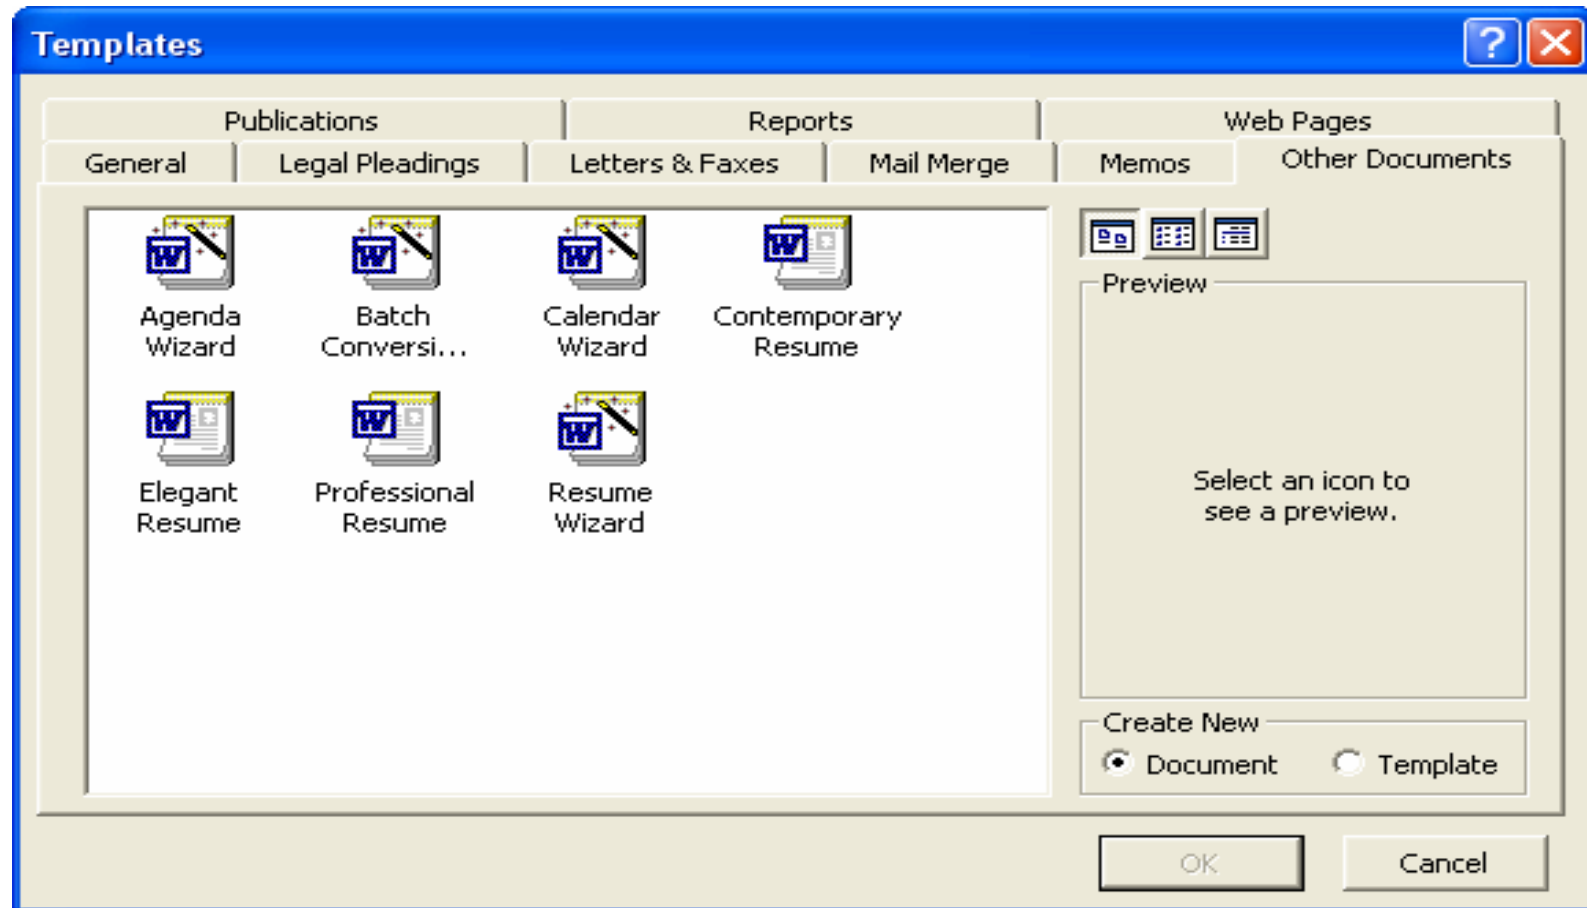 Templates
Publications Reports Web Pages
General Legal Pleadings Letters & Faxes Mail Merge Memos Other Documents
Agenda Wizard
Batch Conversi...
Calendar Wizard
Contemporary Resume
Elegant Resume
Professional Resume
Resume Wizard
Preview
Select an icon to
see a preview.
Create New
Document Template
OK Cancel